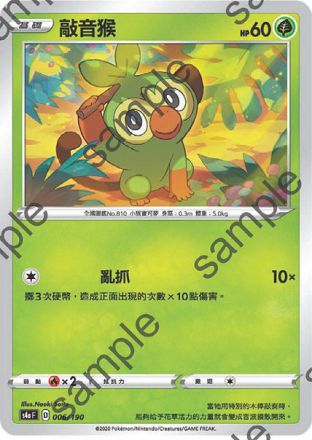 基礎 敲音猴 HP60
全國圖鑑No.810 小猴寶可夢 身高：0.3m 體重：5.0kg
亂抓 10×
擲3次硬幣，造成正面出現的次數×10點傷害。
弱點 ×2 抵抗力 撤退
Illus.Naoki Saito
s4a F D 006/190
當牠用特別的木棒敲打，
能夠給予花草活力的力量就會成為音波擴散開來。
©2020 Pokémon/Nintendo/Creatures/GAME FREAK.
sample
sample
sample
sample
sample
sample